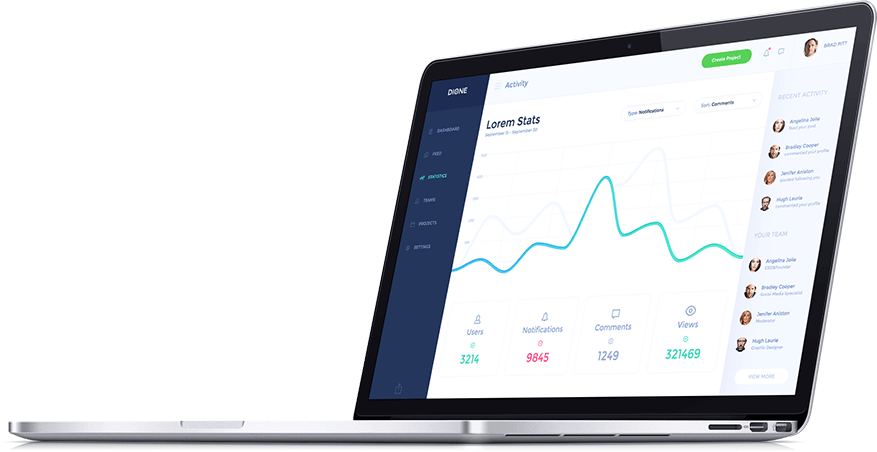 DIONE
Activity
Create Project
BRAD PITT
DASHBOARD
FEED
STATISTICS
TEAMS
PROJECTS
SETTINGS
Lorem Stats
September 15 - September 30
Type: Notifications
Sort: Comments
Users
3214
Notifications
9845
Comments
1249
Views
321469
RECENT ACTIVITY
Angelina Jolie
liked your post
Bradley Cooper
commented your profile
Jenifer Aniston
started following you
Hugh Laurie
commented your profile
YOUR TEAM
Angelina Jolie
CEO&Founder
Bradley Cooper
Social Media Specialist
Jenifer Aniston
Moderator
Hugh Laurie
Graphic Designer
VIEW MORE